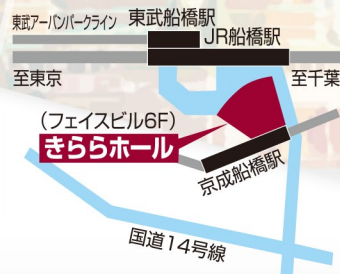 東武アーバンパークライン
東武船橋駅
JR船橋駅
至東京
至千葉
（フェイスビル6F）
きららホール
京成船橋駅
国道14号線